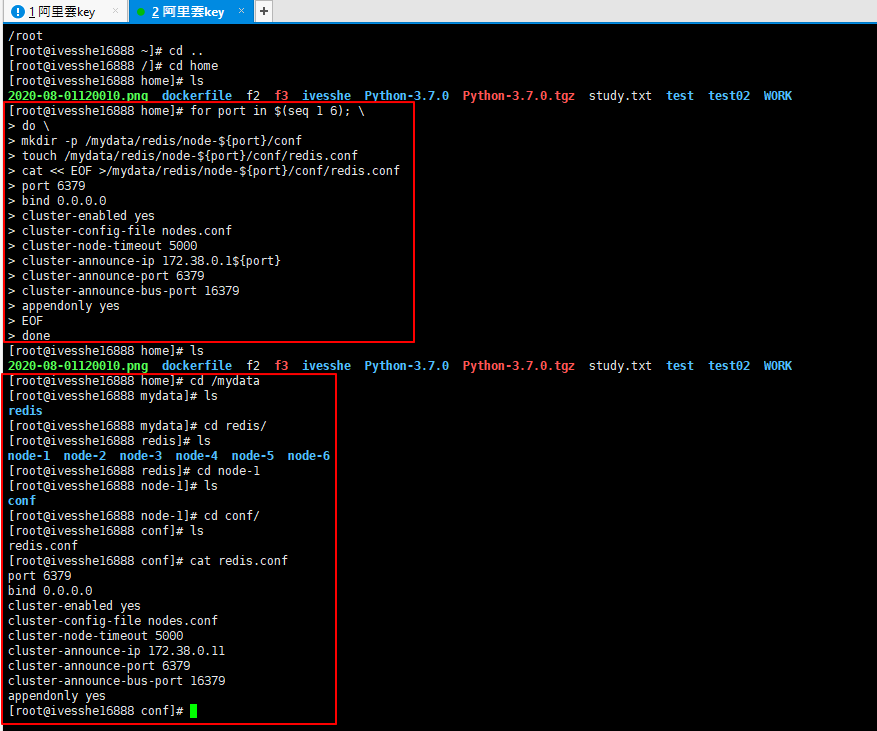 1 阿里雲key × 2 阿里雲key × +
/root
[root@ivesshe16888 ~]# cd ..
[root@ivesshe16888 /]# cd home
[root@ivesshe16888 home]# ls
2020-08-01120010.png dockerfile f2 f3 ivesshe Python-3.7.0 Python-3.7.0.tgz study.txt test test02 WORK
[root@ivesshe16888 home]# for port in $(seq 1 6); \
> do \
> mkdir -p /mydata/redis/node-${port}/conf
> touch /mydata/redis/node-${port}/conf/redis.conf
> cat << EOF >/mydata/redis/node-${port}/conf/redis.conf
> port 6379
> bind 0.0.0.0
> cluster-enabled yes
> cluster-config-file nodes.conf
> cluster-node-timeout 5000
> cluster-announce-ip 172.38.0.1${port}
> cluster-announce-port 6379
> cluster-announce-bus-port 16379
> appendonly yes
> EOF
> done
[root@ivesshe16888 home]# ls
2020-08-01120010.png dockerfile f2 f3 ivesshe Python-3.7.0 Python-3.7.0.tgz study.txt test test02 WORK
[root@ivesshe16888 home]# cd /mydata
[root@ivesshe16888 mydata]# ls
redis
[root@ivesshe16888 mydata]# cd redis/
[root@ivesshe16888 redis]# ls
node-1 node-2 node-3 node-4 node-5 node-6
[root@ivesshe16888 redis]# cd node-1
[root@ivesshe16888 node-1]# ls
conf
[root@ivesshe16888 node-1]# cd conf/
[root@ivesshe16888 conf]# ls
redis.conf
[root@ivesshe16888 conf]# cat redis.conf
port 6379
bind 0.0.0.0
cluster-enabled yes
cluster-config-file nodes.conf
cluster-node-timeout 5000
cluster-announce-ip 172.38.0.11
cluster-announce-port 6379
cluster-announce-bus-port 16379
appendonly yes
[root@ivesshe16888 conf]#